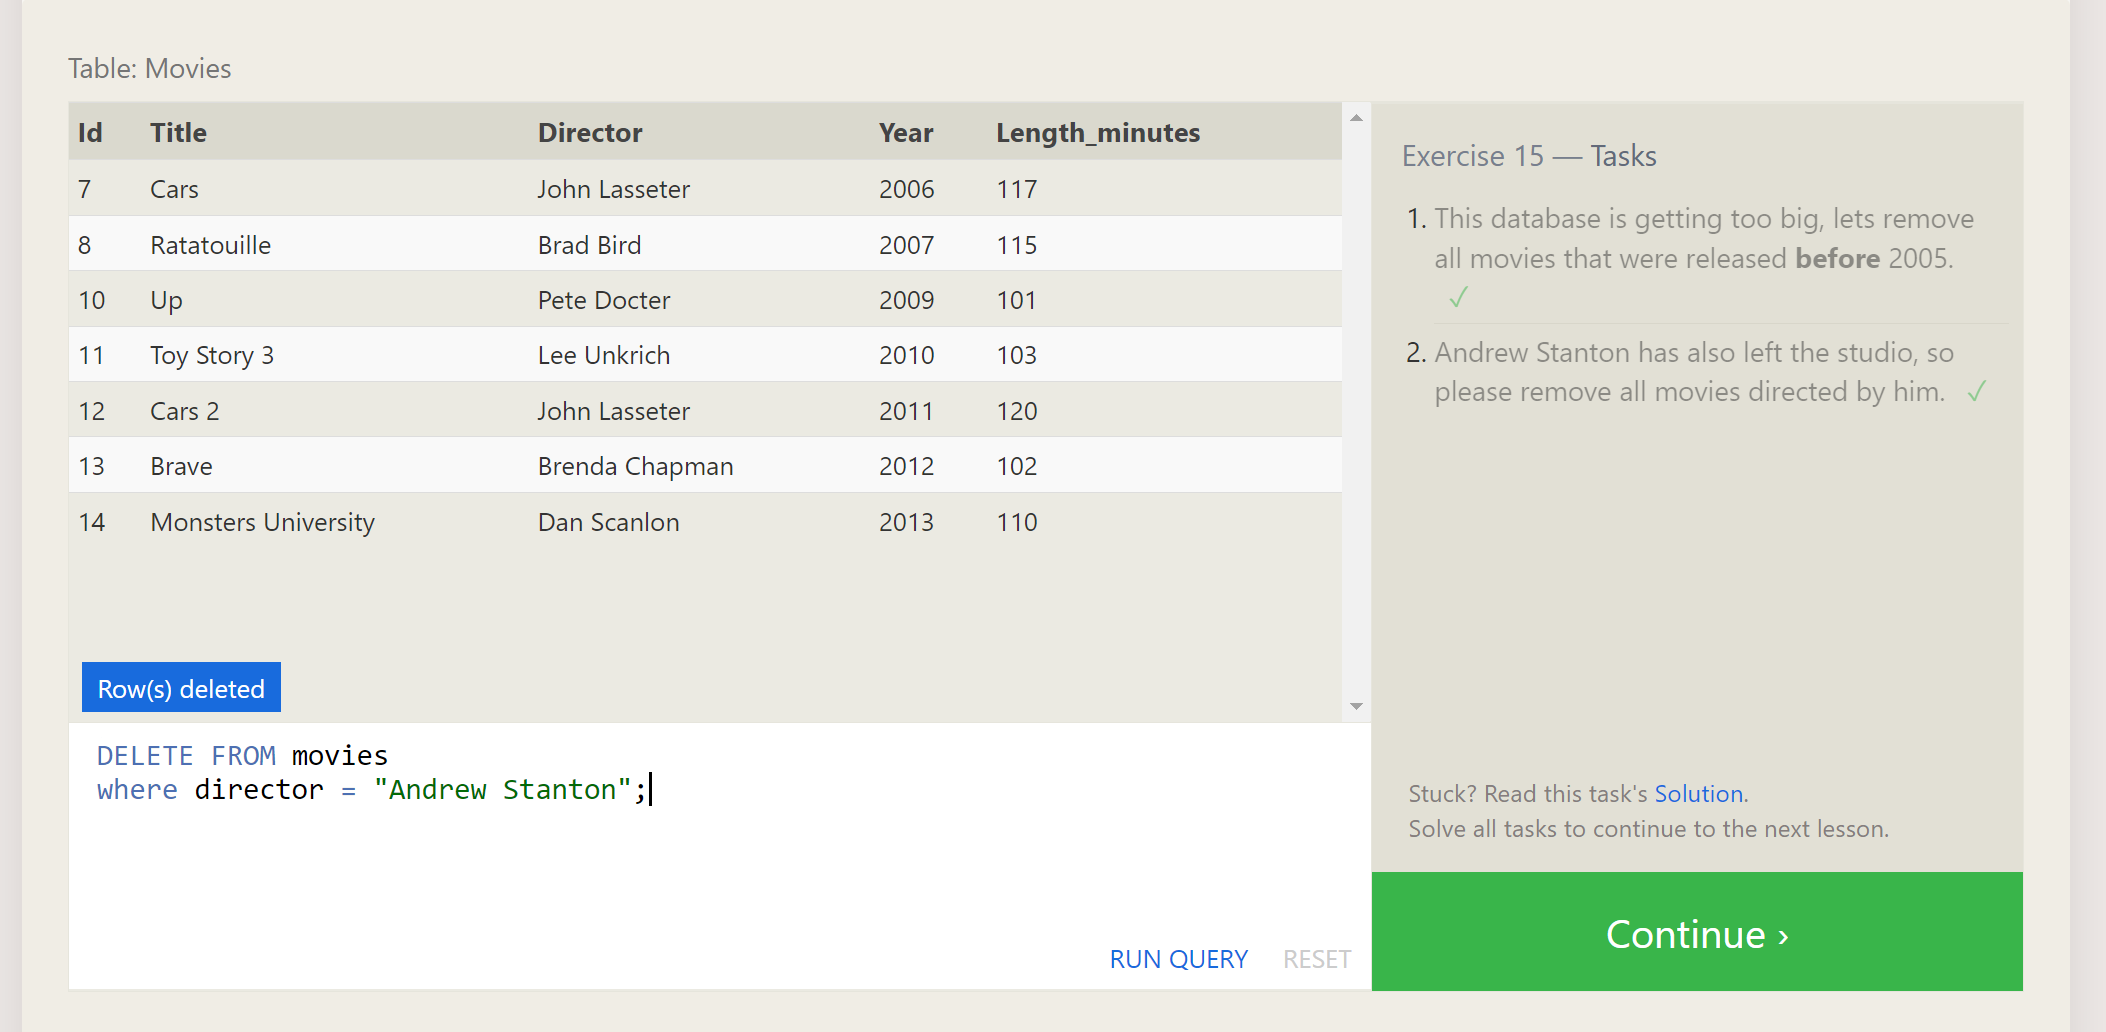 Table: Movies
Id Title Director Year Length_minutes
7 Cars John Lasseter 2006 117
8 Ratatouille Brad Bird 2007 115
10 Up Pete Docter 2009 101
11 Toy Story 3 Lee Unkrich 2010 103
12 Cars 2 John Lasseter 2011 120
13 Brave Brenda Chapman 2012 102
14 Monsters University Dan Scanlon 2013 110
Row(s) deleted
DELETE FROM movies
where director = "Andrew Stanton";
RUN QUERY RESET
Exercise 15 — Tasks
1. This database is getting too big, lets remove
all movies that were released before 2005.
✓
2. Andrew Stanton has also left the studio, so
please remove all movies directed by him. ✓
Stuck? Read this task's Solution.
Solve all tasks to continue to the next lesson.
Continue ›